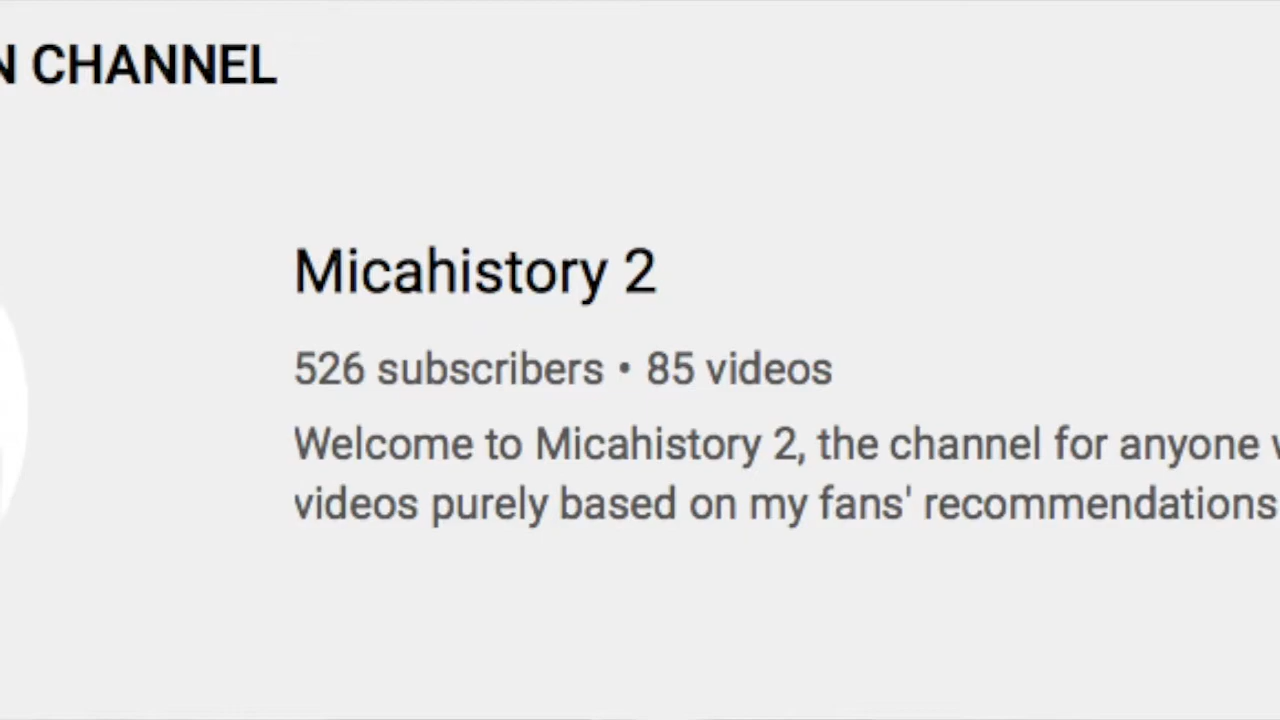 CHANNEL
Micahistory 2
526 subscribers • 85 videos
Welcome to Micahistory 2, the channel for anyone
videos purely based on my fans' recommendations